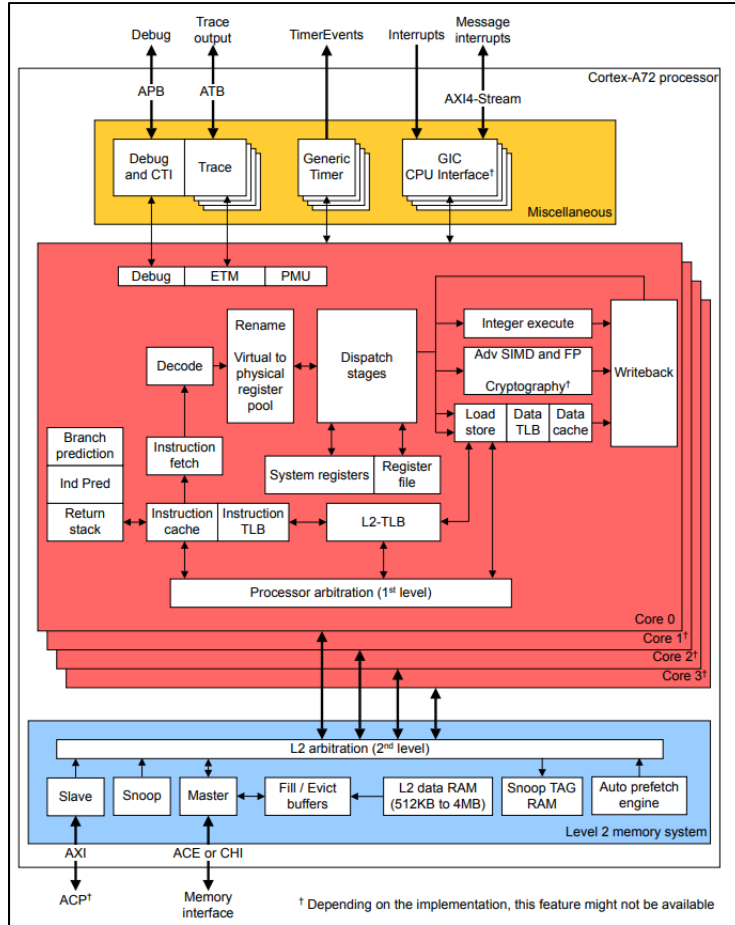 Debug
Trace
output
TimerEvents
Interrupts
Message
interrupts
Cortex-A72 processor
APB
ATB
AXI4-Stream
Debug
and CTI
Trace
Generic
Timer
GIC
CPU Interface†
Miscellaneous
Debug
ETM
PMU
Rename
Virtual to
physical
register
pool
Dispatch
stages
Integer execute
Adv SIMD and FP
Cryptography†
Writeback
Decode
Load
store
Data
TLB
Data
cache
Branch
prediction
Ind Pred
Return
stack
Instruction
fetch
System registers
Register
file
Instruction
cache
Instruction
TLB
L2-TLB
Processor arbitration (1st level)
Core 0
Core 1†
Core 2†
Core 3†
L2 arbitration (2nd level)
Slave
Snoop
Master
Fill / Evict
buffers
L2 data RAM
(512KB to 4MB)
Snoop TAG
RAM
Auto prefetch
engine
Level 2 memory system
AXI
ACE or CHI
ACP†
Memory
interface
† Depending on the implementation, this feature might not be available